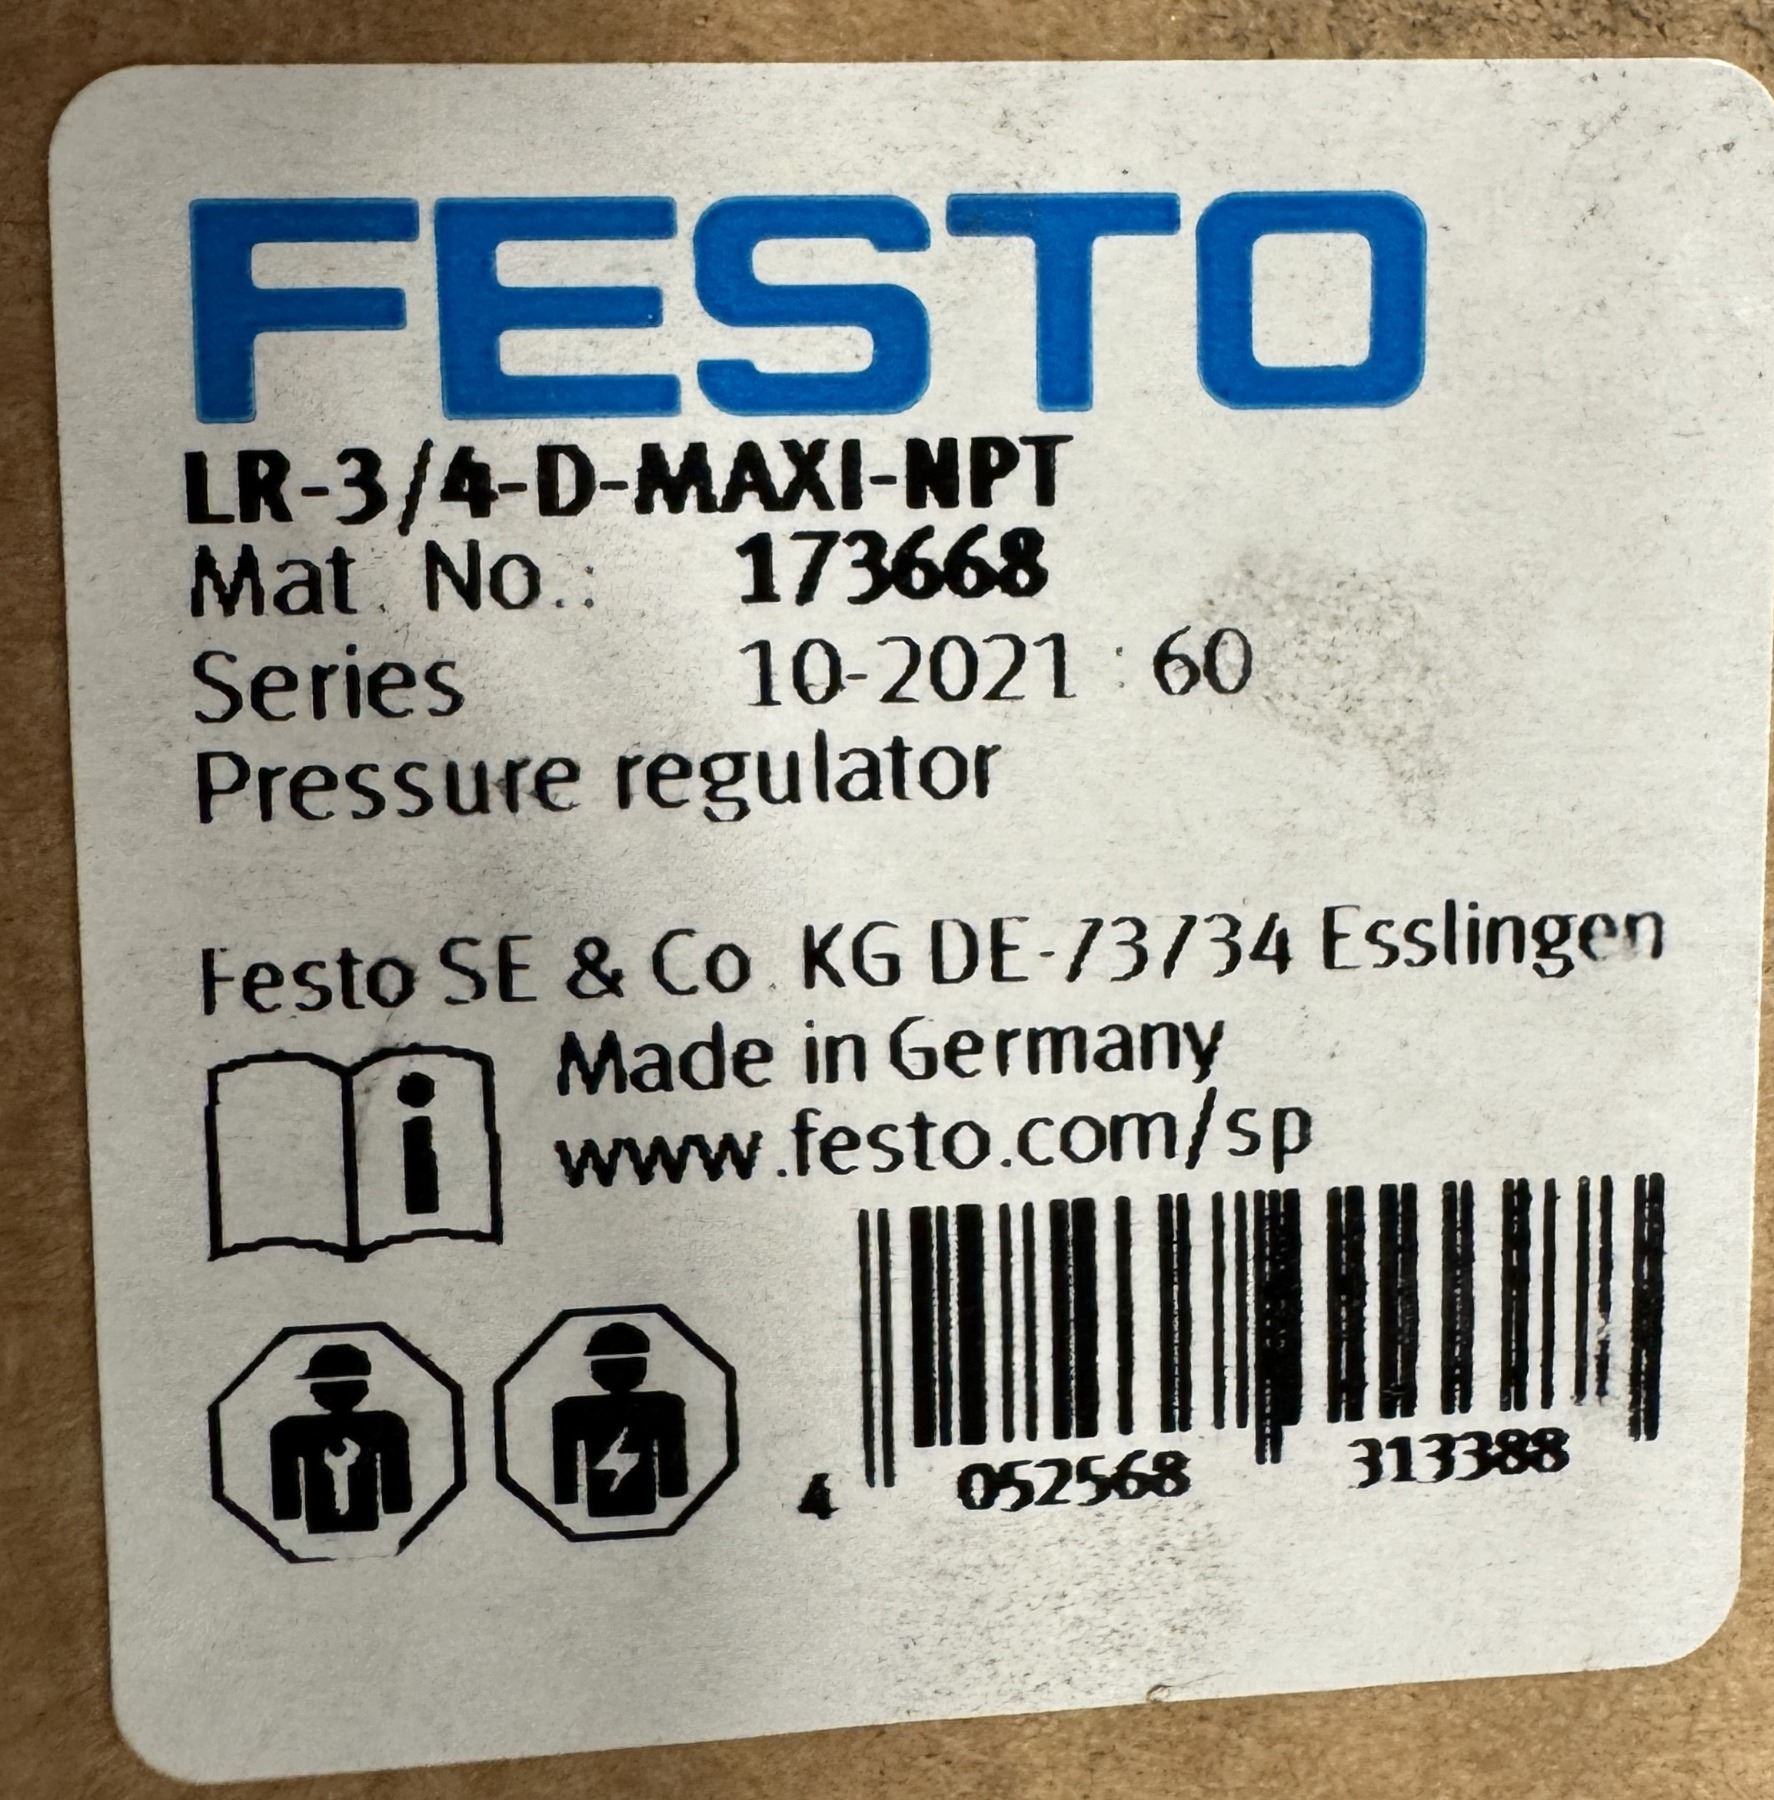 FESTO
LR-3/4-D-MAXI-NPT
Mat. No.: 173668
Series 10-2021 : 60
Pressure regulator
Festo SE & Co. KG DE-73734 Esslingen
Made in Germany
www.festo.com/sp
4 052568 313388